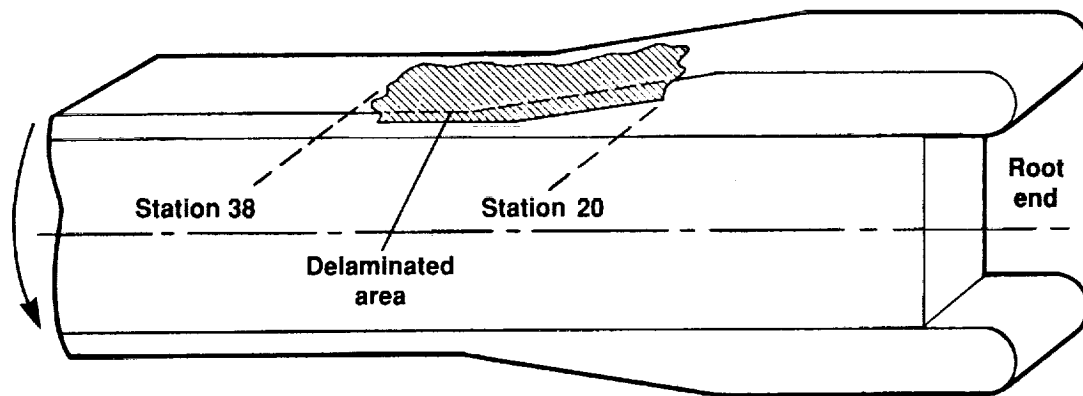 Root
end
Station 38
Station 20
Delaminated
area